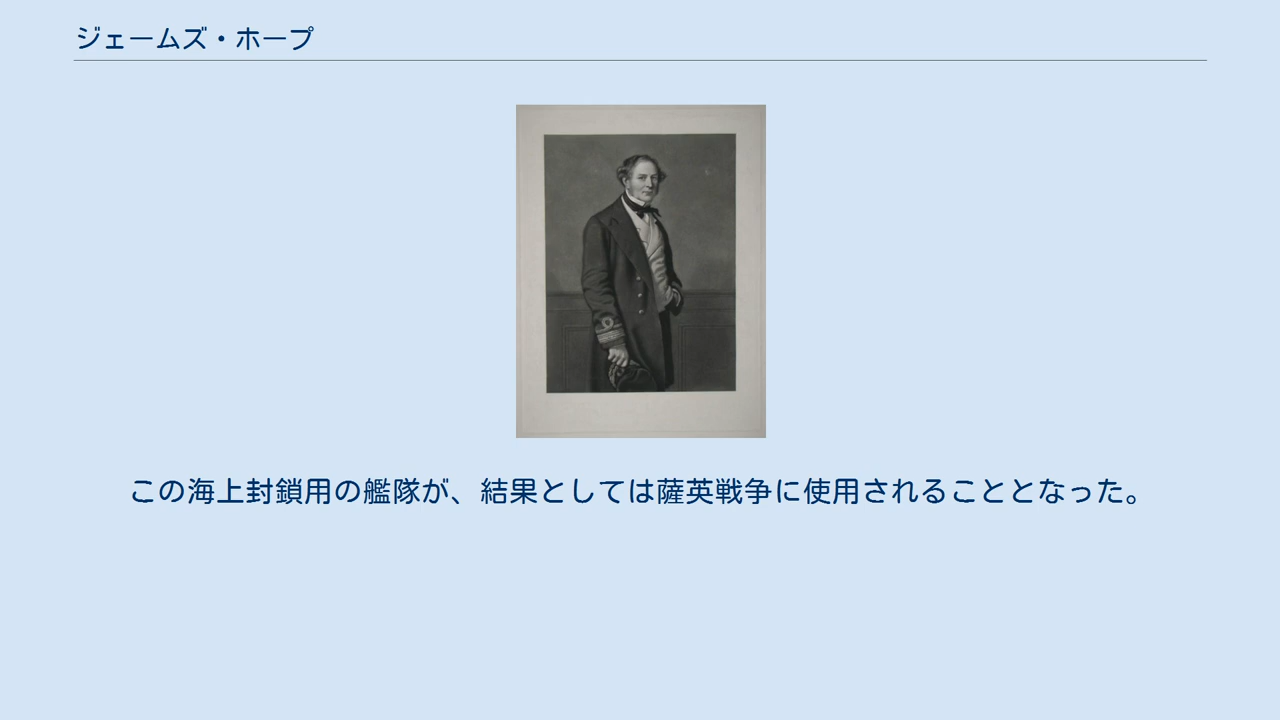 ジェームズ・ホープ
この海上封鎖用の艦隊が、結果としては薩英戦争に使用されることとなった。